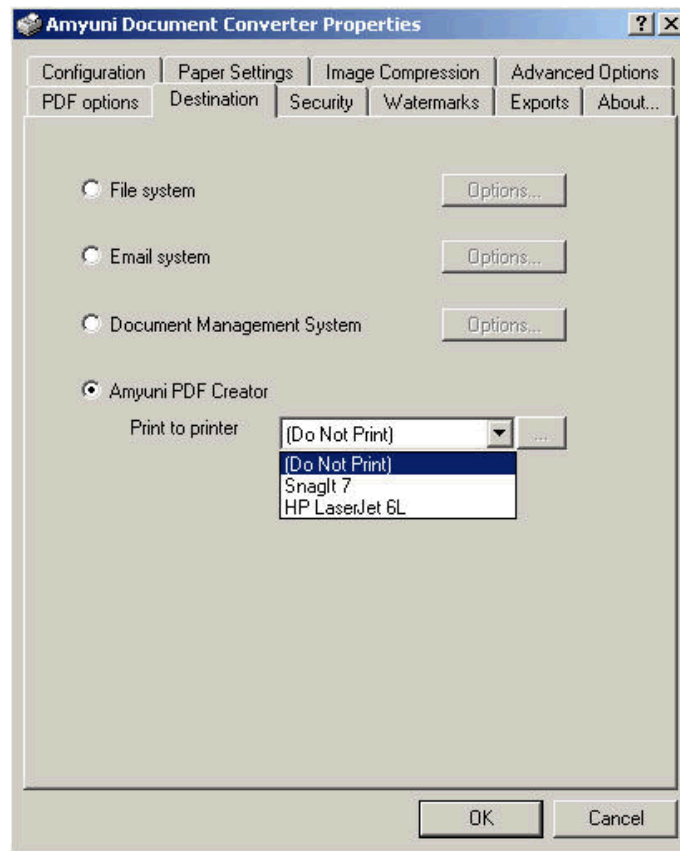 Amyuni Document Converter Properties
Configuration Paper Settings Image Compression Advanced Options
PDF options Destination Security Watermarks Exports About...
File system Options...
Email system Options...
Document Management System Options...
Amyuni PDF Creator
Print to printer (Do Not Print) ...
(Do Not Print)
SnagIt 7
HP LaserJet 6L
OK Cancel